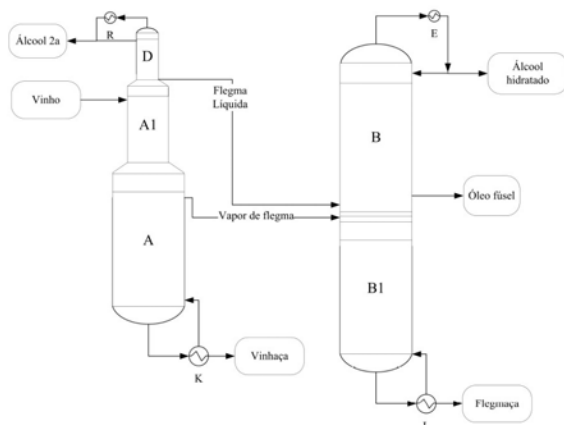 Álcool 2a
R
D
E
Álcool
hidratado
Vinho
A1
Flegma
Líquida
B
Óleo fúsel
Vapor de flegma
A
B1
Vinhaça
K
Flegmaça